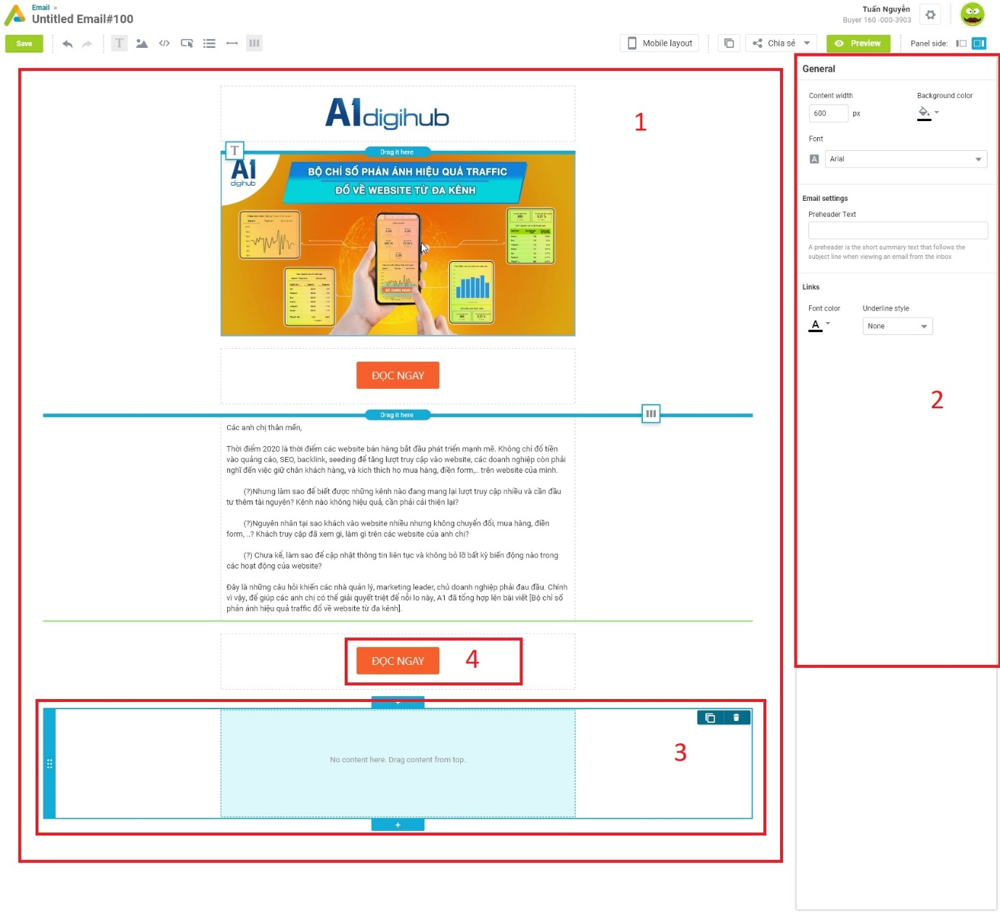 Email »
Untitled Email#100
Tuấn Nguyễn
Buyer 160 -000-3903
Save
T
Mobile layout
Chia sẻ
Preview
Panel side:
General
Content width
Background color
600
px
Font
A
Arial
Email settings
Preheader Text
A preheader is the short summary text that follows the
subject line when viewing an email from the inbox
Links
Font color
Underline style
A
None
2
A1digihub
1
T
Drag it here
A1
digihub
BỘ CHỈ SỐ PHẢN ÁNH HIỆU QUẢ TRAFFIC
ĐỔ VỀ WEBSITE TỪ ĐA KÊNH
ĐỌC NGAY
Drag it here
Các anh chị thân mến,
Thời điểm 2020 là thời điểm các website bán hàng bắt đầu phát triển mạnh mẽ. Không chỉ đổ tiền
vào quảng cáo, SEO, backlink, seeding để tăng lượt truy cập vào website, các doanh nghiệp còn phải
nghĩ đến việc giữ chân khách hàng, và kích thích họ mua hàng, điền form,.. trên website của mình.
(?)Nhưng làm sao để biết được những kênh nào đang mang lại lượt truy cập nhiều và cần đầu
tư thêm tài nguyên? Kênh nào không hiệu quả, cần phải cải thiện lại?
(?)Nguyên nhân tại sao khách vào website nhiều nhưng không chuyển đổi, mua hàng, điền
form, ..? Khách truy cập đã xem gì, làm gì trên các website của anh chị?
(?) Chưa kể, làm sao để cập nhật thông tin liên tục và không bỏ lỡ bất kỳ biến động nào trong
các hoạt động của website?
Đây là những câu hỏi khiến các nhà quản lý, marketing leader, chủ doanh nghiệp phải đau đầu. Chính
vì vậy, để giúp các anh chị có thể giải quyết triệt để nỗi lo này, A1 đã tổng hợp lên bài viết [Bộ chỉ số
phản ánh hiệu quả traffic đổ về website từ đa kênh].
ĐỌC NGAY
4
+
No content here. Drag content from top.
3
+